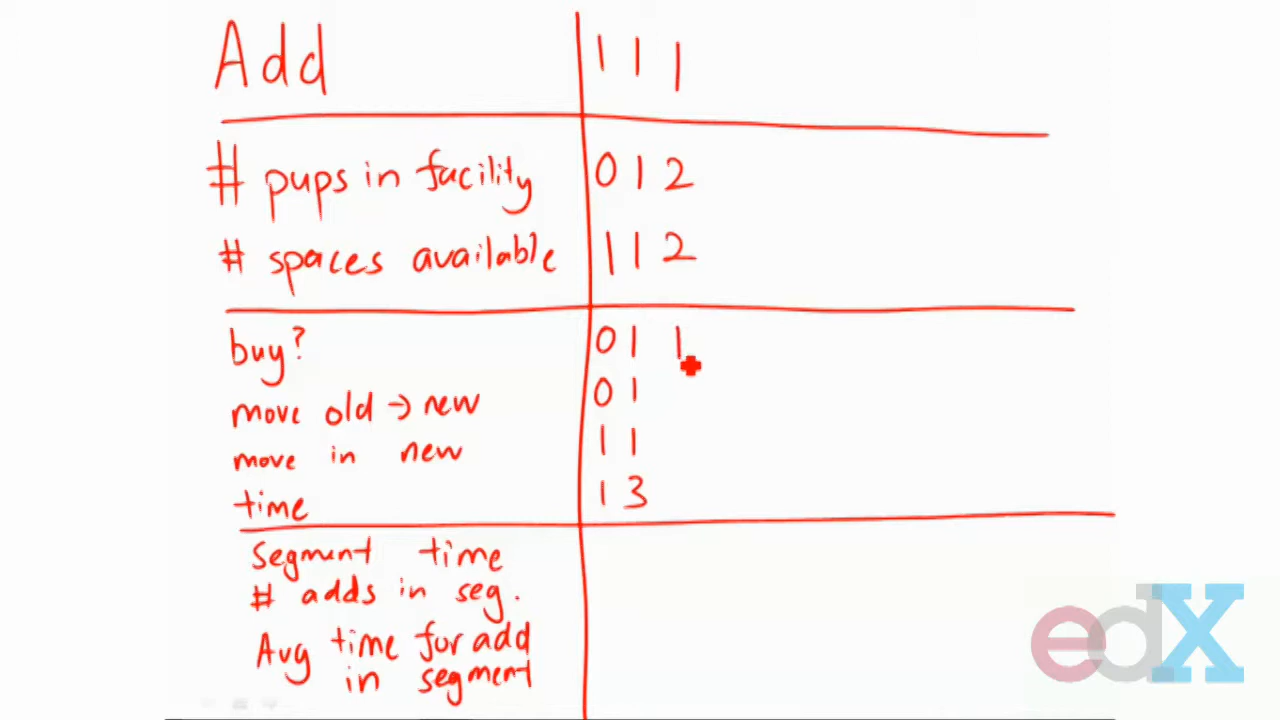 Add 1 1 1
# pups in facility 0 1 2
# spaces available 1 1 2
buy? 0 1 1
move old → new 0 1
move in new 1 1
time 1 3
segment time
# adds in seg.
Avg time for add
in segment
edX